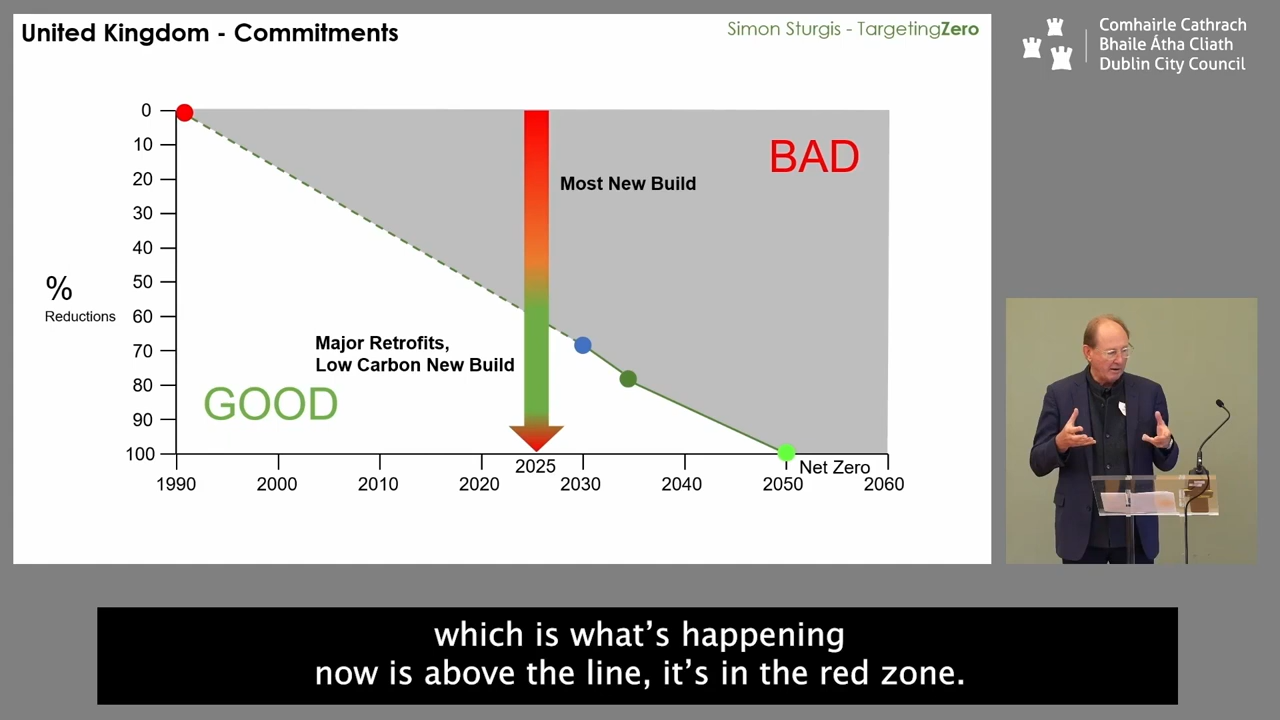 United Kingdom - Commitments
Simon Sturgis - TargetingZero
Comhairle Cathrach
Bhaile Átha Cliath
Dublin City Council
0
10
20
30
40
50
60
70
80
90
100
%
Reductions
BAD
Most New Build
Major Retrofits,
Low Carbon New Build
GOOD
2025
Net Zero
1990
2000
2010
2020
2030
2040
2050
2060
which is what’s happening
now is above the line, it’s in the red zone.